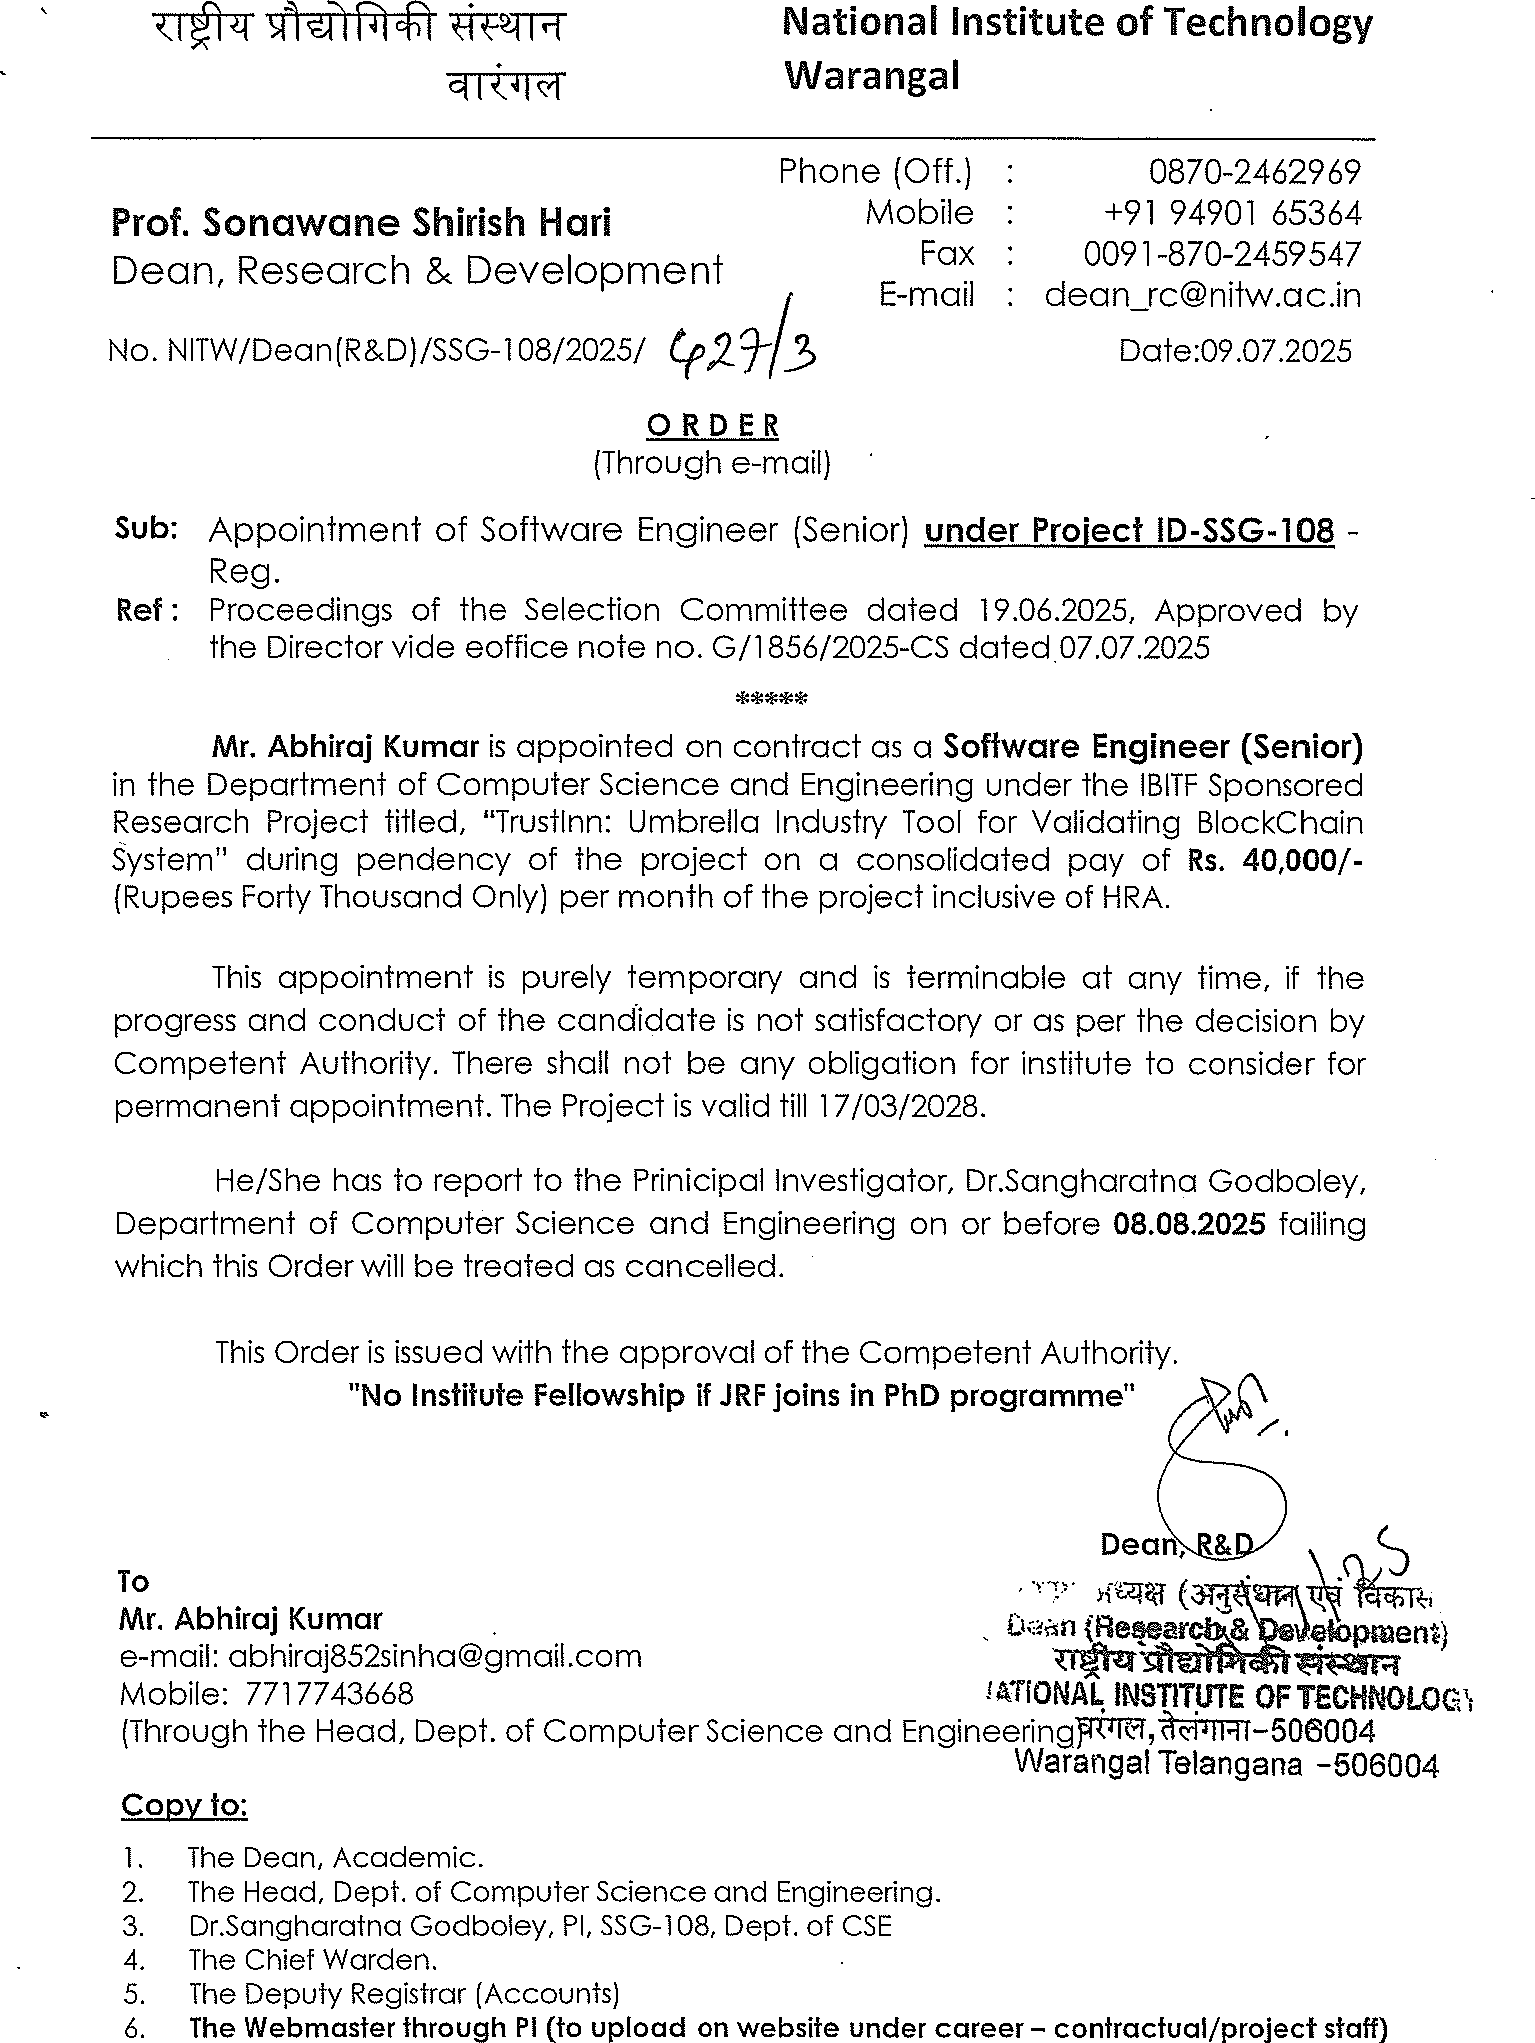 राष्ट्रीय प्रौद्योगिकी संस्थान
वारंगल
National Institute of Technology
Warangal
Phone (Off.) : 0870-2462969
Mobile : +91 94901 65364
Fax : 0091-870-2459547
E-mail : dean_rc@nitw.ac.in
Prof. Sonawane Shirish Hari
Dean, Research & Development
No. NITW/Dean(R&D)/SSG-108/2025/ 427/3 Date:09.07.2025
O R D E R
(Through e-mail)
Sub: Appointment of Software Engineer (Senior) under Project ID-SSG-108 -
Reg.
Ref : Proceedings of the Selection Committee dated 19.06.2025, Approved by
the Director vide eoffice note no. G/1856/2025-CS dated 07.07.2025
*****
Mr. Abhiraj Kumar is appointed on contract as a Software Engineer (Senior)
in the Department of Computer Science and Engineering under the IBITF Sponsored
Research Project titled, "TrustInn: Umbrella Industry Tool for Validating BlockChain
System" during pendency of the project on a consolidated pay of Rs. 40,000/-
(Rupees Forty Thousand Only) per month of the project inclusive of HRA.
This appointment is purely temporary and is terminable at any time, if the
progress and conduct of the candidate is not satisfactory or as per the decision by
Competent Authority. There shall not be any obligation for institute to consider for
permanent appointment. The Project is valid till 17/03/2028.
He/She has to report to the Prinicipal Investigator, Dr.Sangharatna Godboley,
Department of Computer Science and Engineering on or before 08.08.2025 failing
which this Order will be treated as cancelled.
This Order is issued with the approval of the Competent Authority.
"No Institute Fellowship if JRF joins in PhD programme"
Dean, R&D
(अनुसंधान एवं विकास
Dean (Research & Development)
राष्ट्रीय प्रौद्योगिकी संस्थान
NATIONAL INSTITUTE OF TECHNOLOGY
वारंगल, तेलंगाना-506004
Warangal Telangana -506004
To
Mr. Abhiraj Kumar
e-mail: abhiraj852sinha@gmail.com
Mobile: 7717743668
(Through the Head, Dept. of Computer Science and Engineering)
Copy to:
1. The Dean, Academic.
2. The Head, Dept. of Computer Science and Engineering.
3. Dr.Sangharatna Godboley, PI, SSG-108, Dept. of CSE
4. The Chief Warden.
5. The Deputy Registrar (Accounts)
6. The Webmaster through PI (to upload on website under career – contractual/project staff)